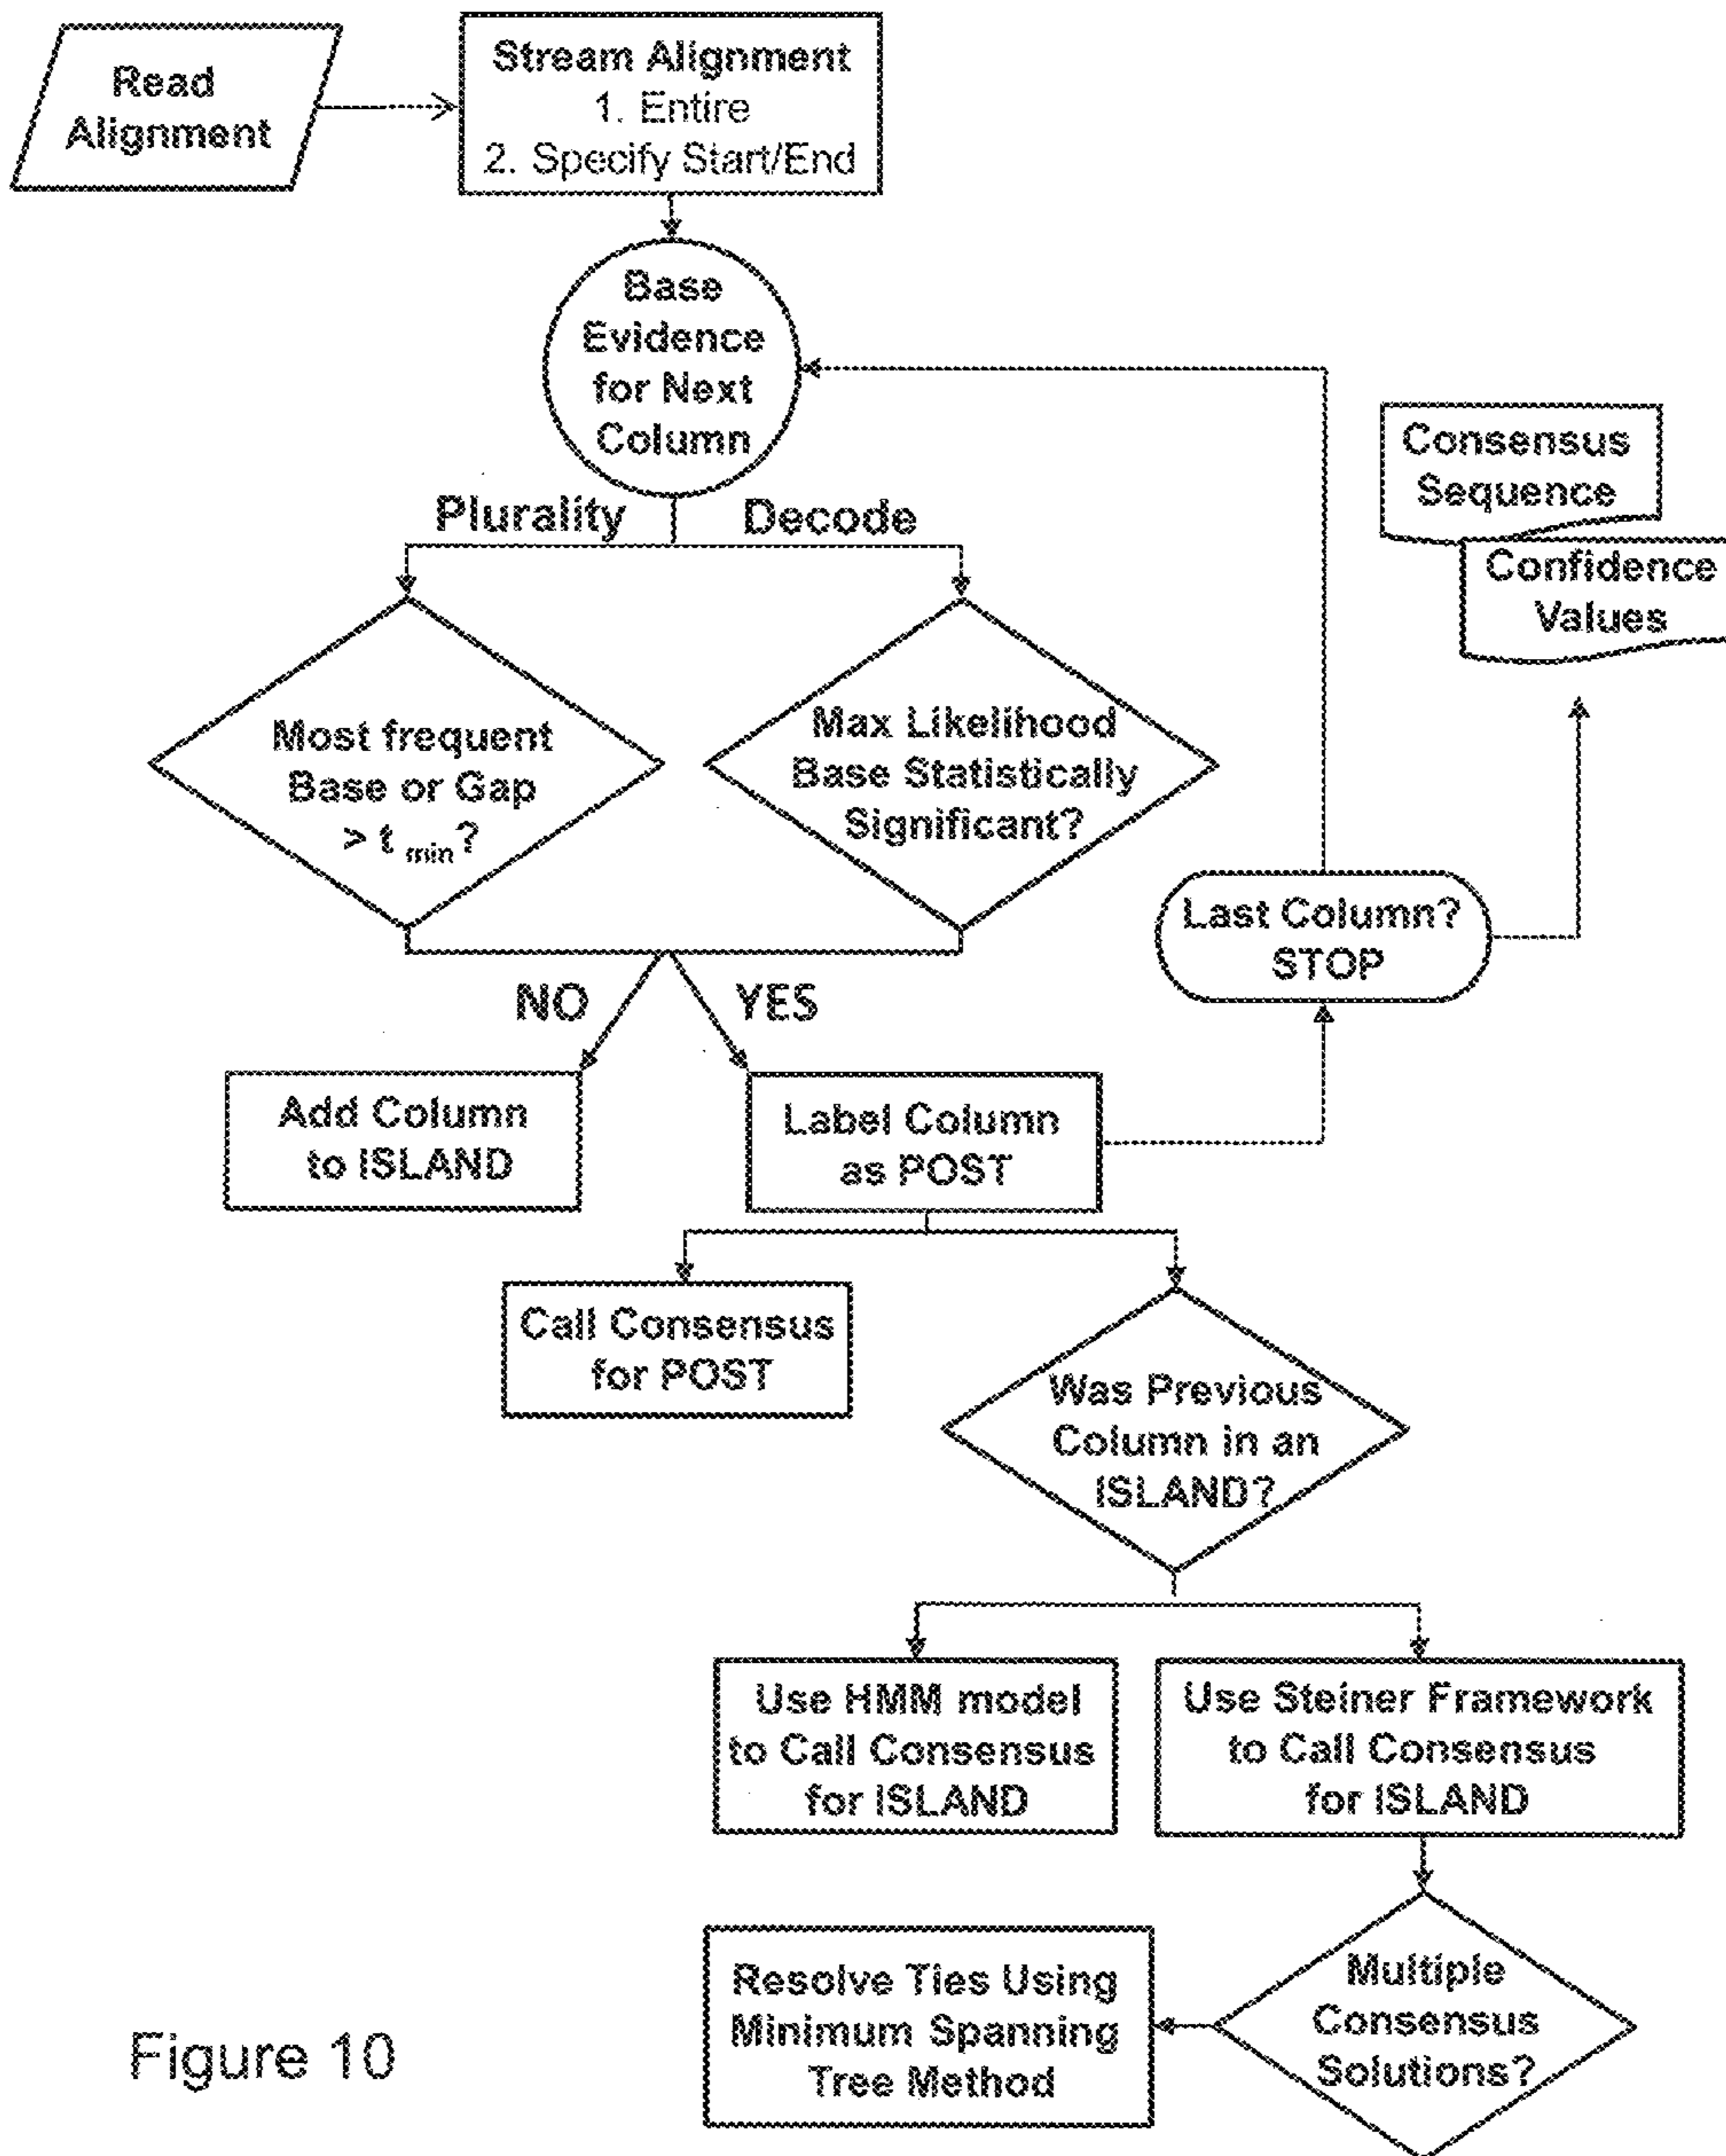 Read
Alignment
Stream Alignment
1. Entire
2. Specify Start/End
Base
Evidence
for Next
Column
Consensus
Sequence
Confidence
Values
Plurality
Decode
Most frequent
Base or Gap
> t min?
Max Likelihood
Base Statistically
Significant?
Last Column?
STOP
NO
YES
Add Column
to ISLAND
Label Column
as POST
Call Consensus
for POST
Was Previous
Column in an
ISLAND?
Use HMM model
to Call Consensus
for ISLAND
Use Steiner Framework
to Call Consensus
for ISLAND
Resolve Ties Using
Minimum Spanning
Tree Method
Multiple
Consensus
Solutions?
Figure 10